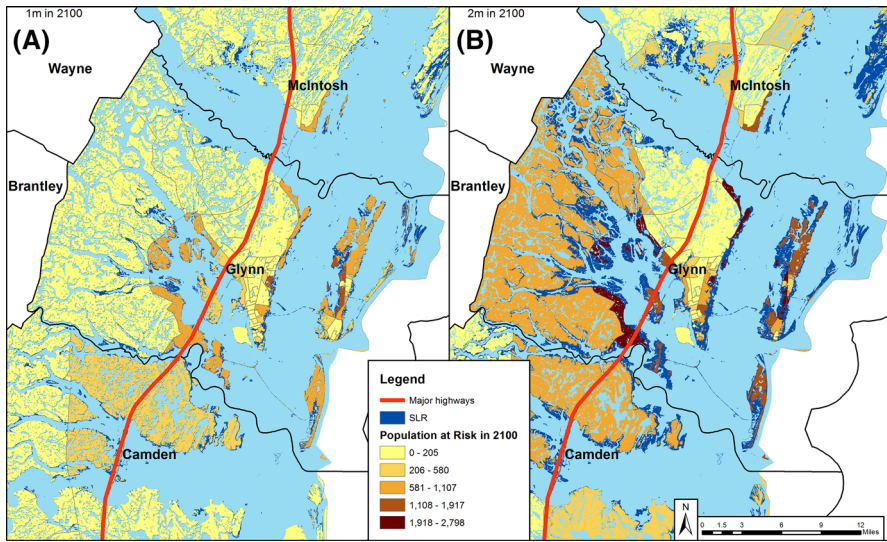 1m in 2100
(A)
Wayne
McIntosh
Brantley
Glynn
Camden
2m in 2100
(B)
Wayne
McIntosh
Brantley
Glynn
Camden
Legend
Major highways
SLR
Population at Risk in 2100
0 - 205
206 - 580
581 - 1,107
1,108 - 1,917
1,918 - 2,798
N
0 1.5 3 6 9 12
Miles